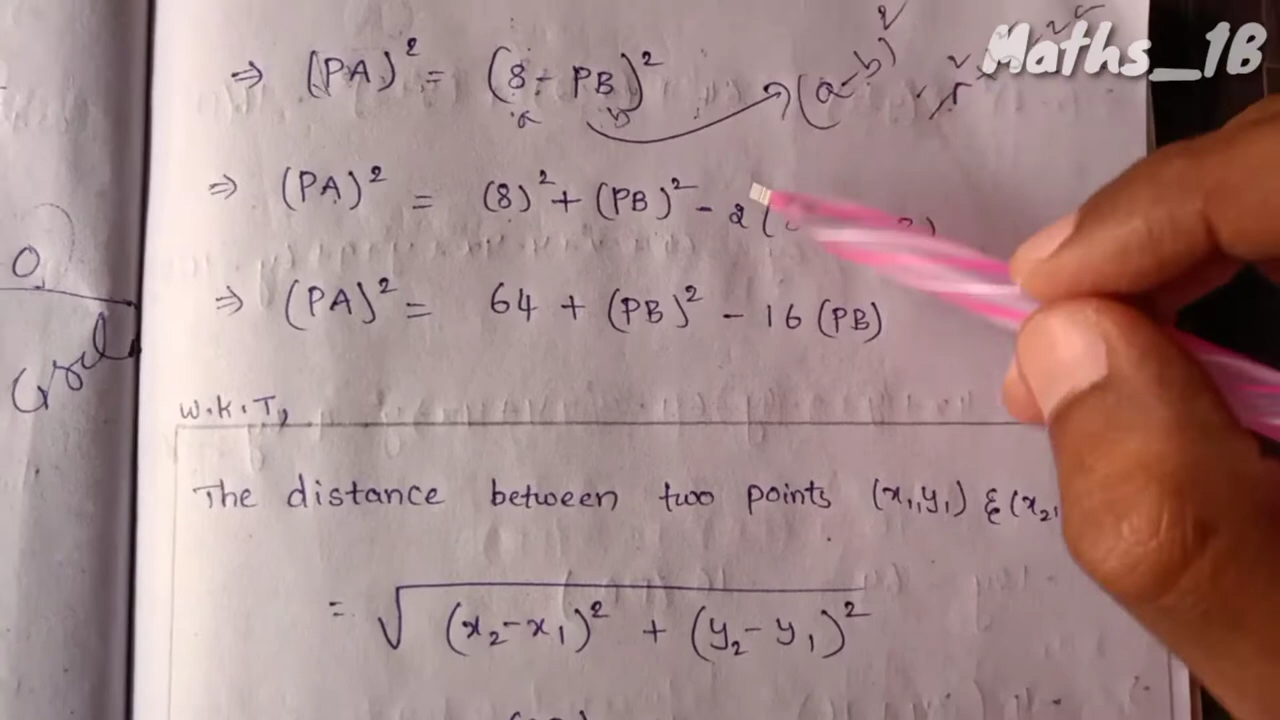 Maths_1B
⇒ (PA)² = (8 - PB)²
a b
(a-b)²
⇒ (PA)² = (8)² + (PB)² - 2(
⇒ (PA)² = 64 + (PB)² - 16(PB)
W.K.T,
The distance between two points (x₁,y₁) & (x₂,
= √(x₂-x₁)² + (y₂-y₁)²